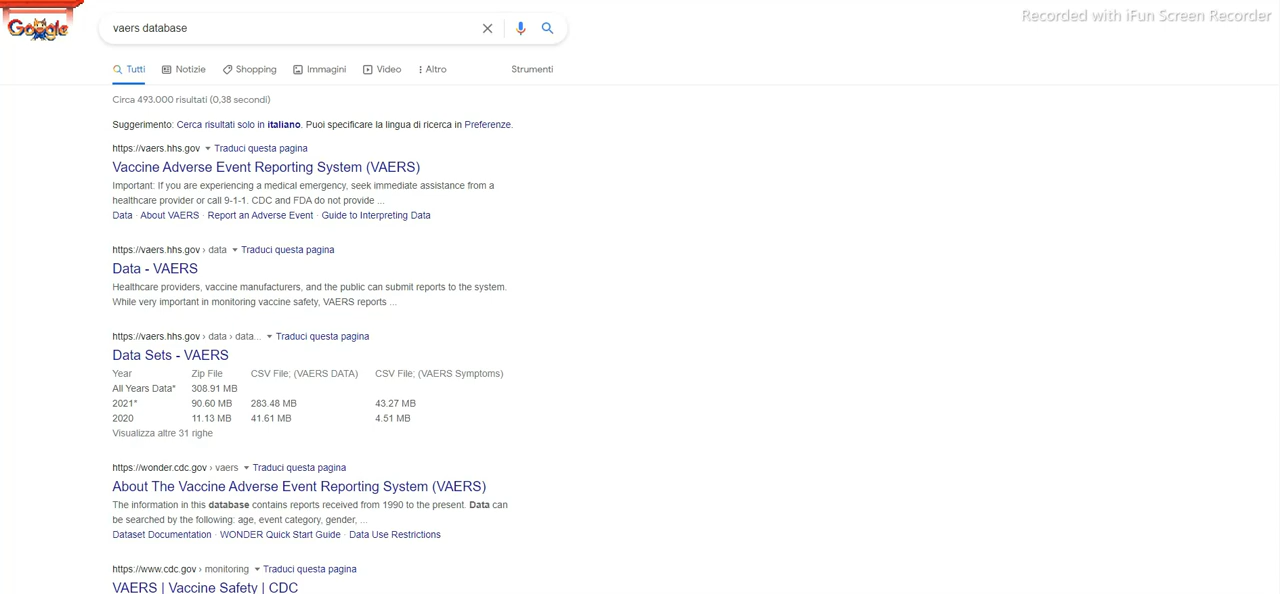 Recorded with iFun Screen Recorder
Google
vaers database
Tutti Notizie Shopping Immagini Video Altro Strumenti
Circa 493.000 risultati (0,38 secondi)
Suggerimento: Cerca risultati solo in italiano. Puoi specificare la lingua di ricerca in Preferenze.
https://vaers.hhs.gov Traduci questa pagina
Vaccine Adverse Event Reporting System (VAERS)
Important: If you are experiencing a medical emergency, seek immediate assistance from a
healthcare provider or call 9-1-1. CDC and FDA do not provide ...
Data · About VAERS · Report an Adverse Event · Guide to Interpreting Data
https://vaers.hhs.gov › data Traduci questa pagina
Data - VAERS
Healthcare providers, vaccine manufacturers, and the public can submit reports to the system.
While very important in monitoring vaccine safety, VAERS reports ...
https://vaers.hhs.gov › data › data... Traduci questa pagina
Data Sets - VAERS
Year Zip File CSV File; (VAERS DATA) CSV File; (VAERS Symptoms)
All Years Data* 308.91 MB
2021* 90.60 MB 283.48 MB 43.27 MB
2020 11.13 MB 41.61 MB 4.51 MB
Visualizza altre 31 righe
https://wonder.cdc.gov › vaers Traduci questa pagina
About The Vaccine Adverse Event Reporting System (VAERS)
The information in this database contains reports received from 1990 to the present. Data can
be searched by the following: age, event category, gender, ...
Dataset Documentation · WONDER Quick Start Guide · Data Use Restrictions
https://www.cdc.gov › monitoring Traduci questa pagina
VAERS | Vaccine Safety | CDC